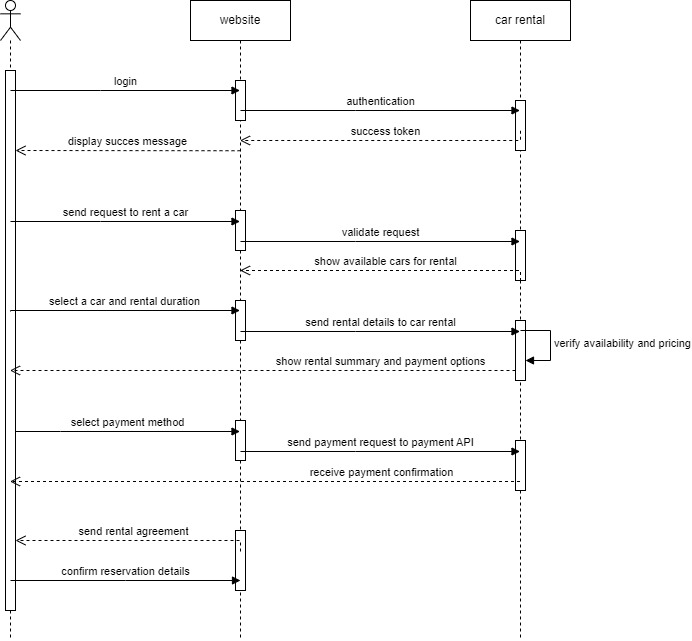 website
car rental
login
authentication
success token
display succes message
send request to rent a car
validate request
show available cars for rental
select a car and rental duration
send rental details to car rental
verify availability and pricing
show rental summary and payment options
select payment method
send payment request to payment API
receive payment confirmation
send rental agreement
confirm reservation details